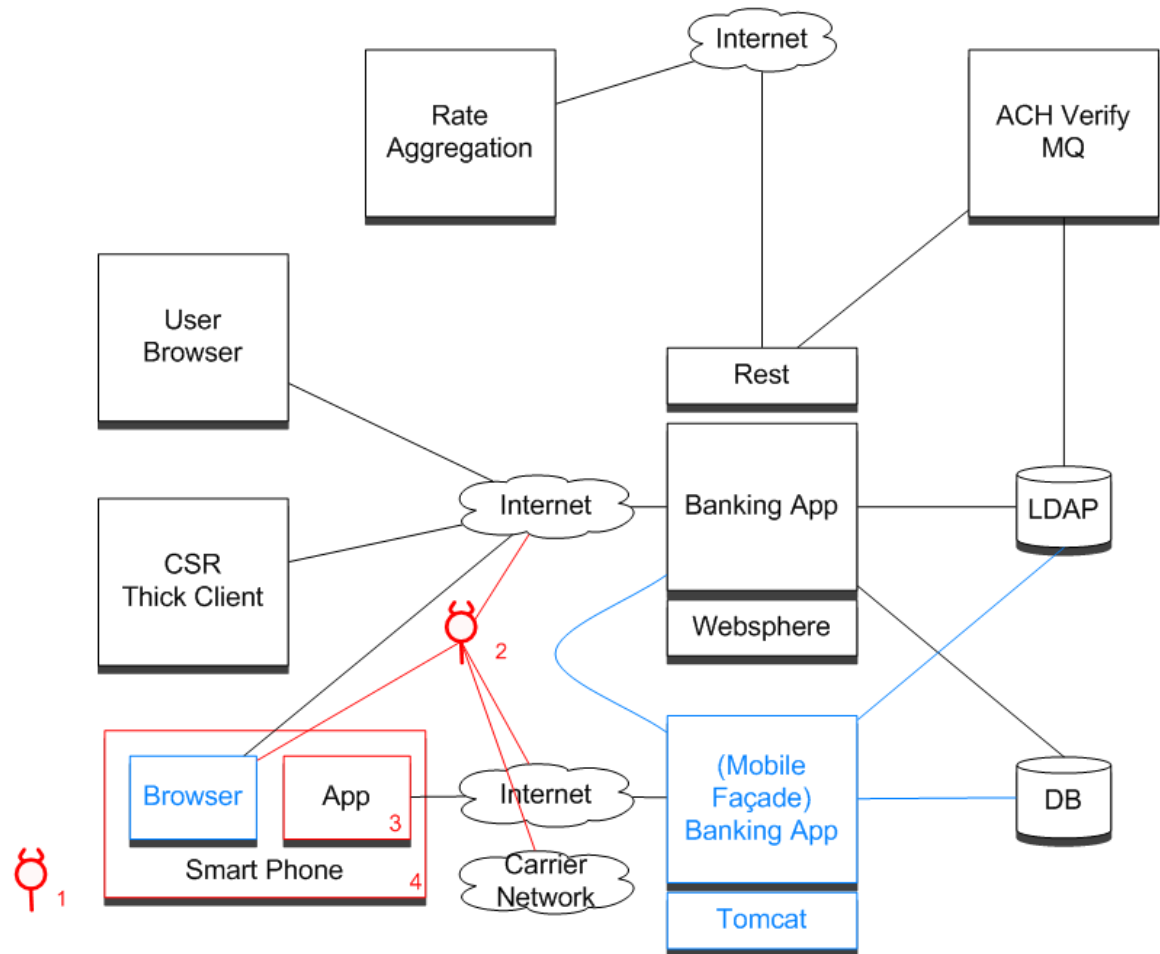 Internet
Rate
Aggregation
ACH Verify
MQ
User
Browser
Rest
Internet
Banking App
LDAP
CSR
Thick Client
Websphere
2
Browser
App
3
Smart Phone
4
Internet
(Mobile
Façade)
Banking App
DB
Carrier
Network
1
Tomcat